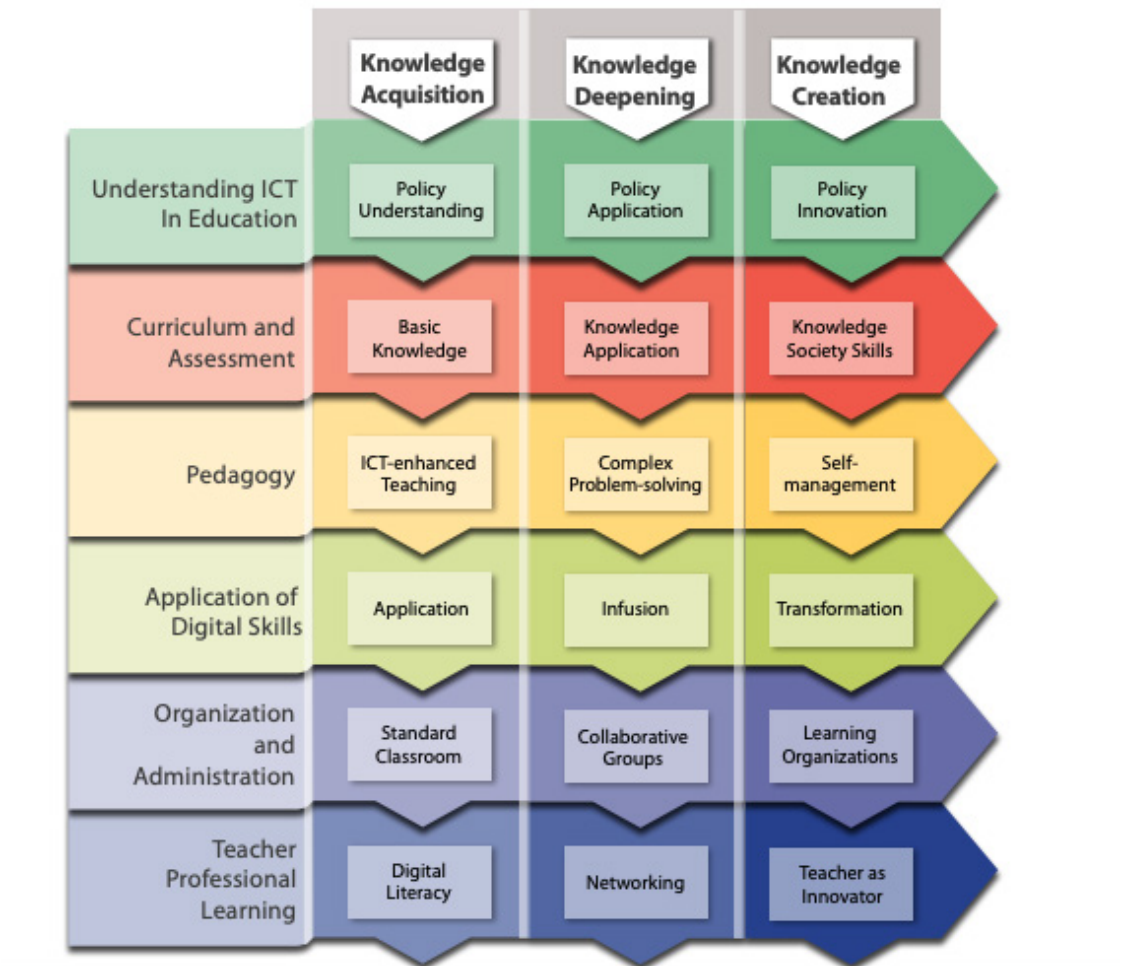 Knowledge
Acquisition
Knowledge
Deepening
Knowledge
Creation
Understanding ICT
In Education
Policy
Understanding
Policy
Application
Policy
Innovation
Curriculum and
Assessment
Basic
Knowledge
Knowledge
Application
Knowledge
Society Skills
Pedagogy
ICT-enhanced
Teaching
Complex
Problem-solving
Self-
management
Application of
Digital Skills
Application
Infusion
Transformation
Organization
and
Administration
Standard
Classroom
Collaborative
Groups
Learning
Organizations
Teacher
Professional
Learning
Digital
Literacy
Networking
Teacher as
Innovator